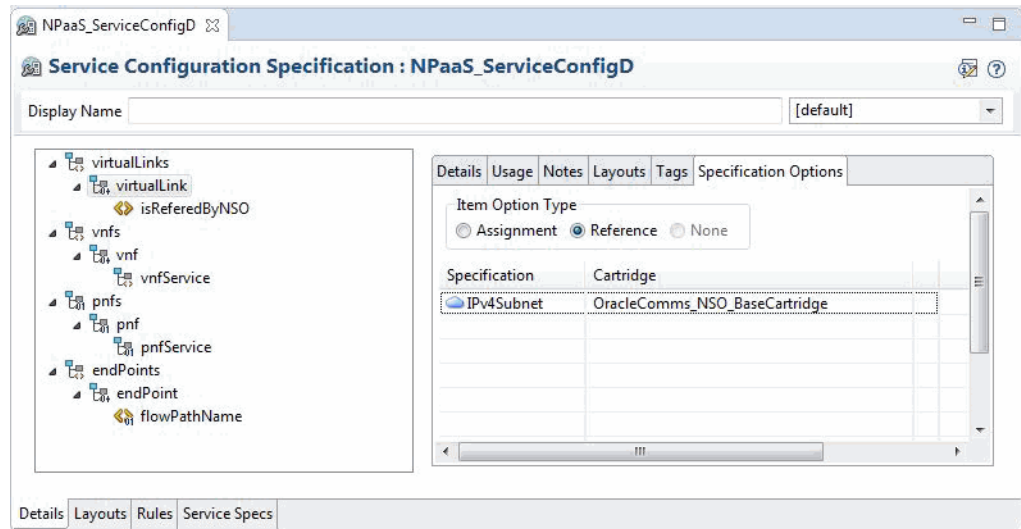 NPaaS_ServiceConfigD
Service Configuration Specification : NPaaS_ServiceConfigD
Display Name [default]
virtualLinks
virtualLink
isReferedByNSO
vnfs
vnf
vnfService
pnfs
pnf
pnfService
endPoints
endPoint
flowPathName
Details Usage Notes Layouts Tags Specification Options
Item Option Type
Assignment Reference None
Specification Cartridge
IPv4Subnet OracleComms_NSO_BaseCartridge
Details Layouts Rules Service Specs